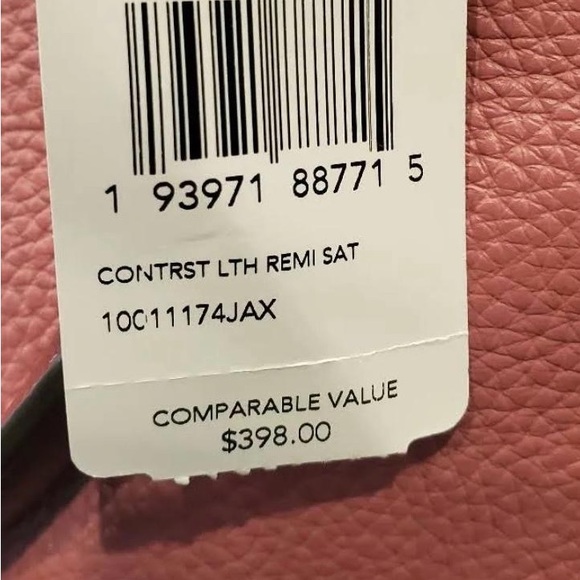 1 93971 88771 5
CONTRST LTH REMI SAT
10011174JAX
COMPARABLE VALUE
$398.00